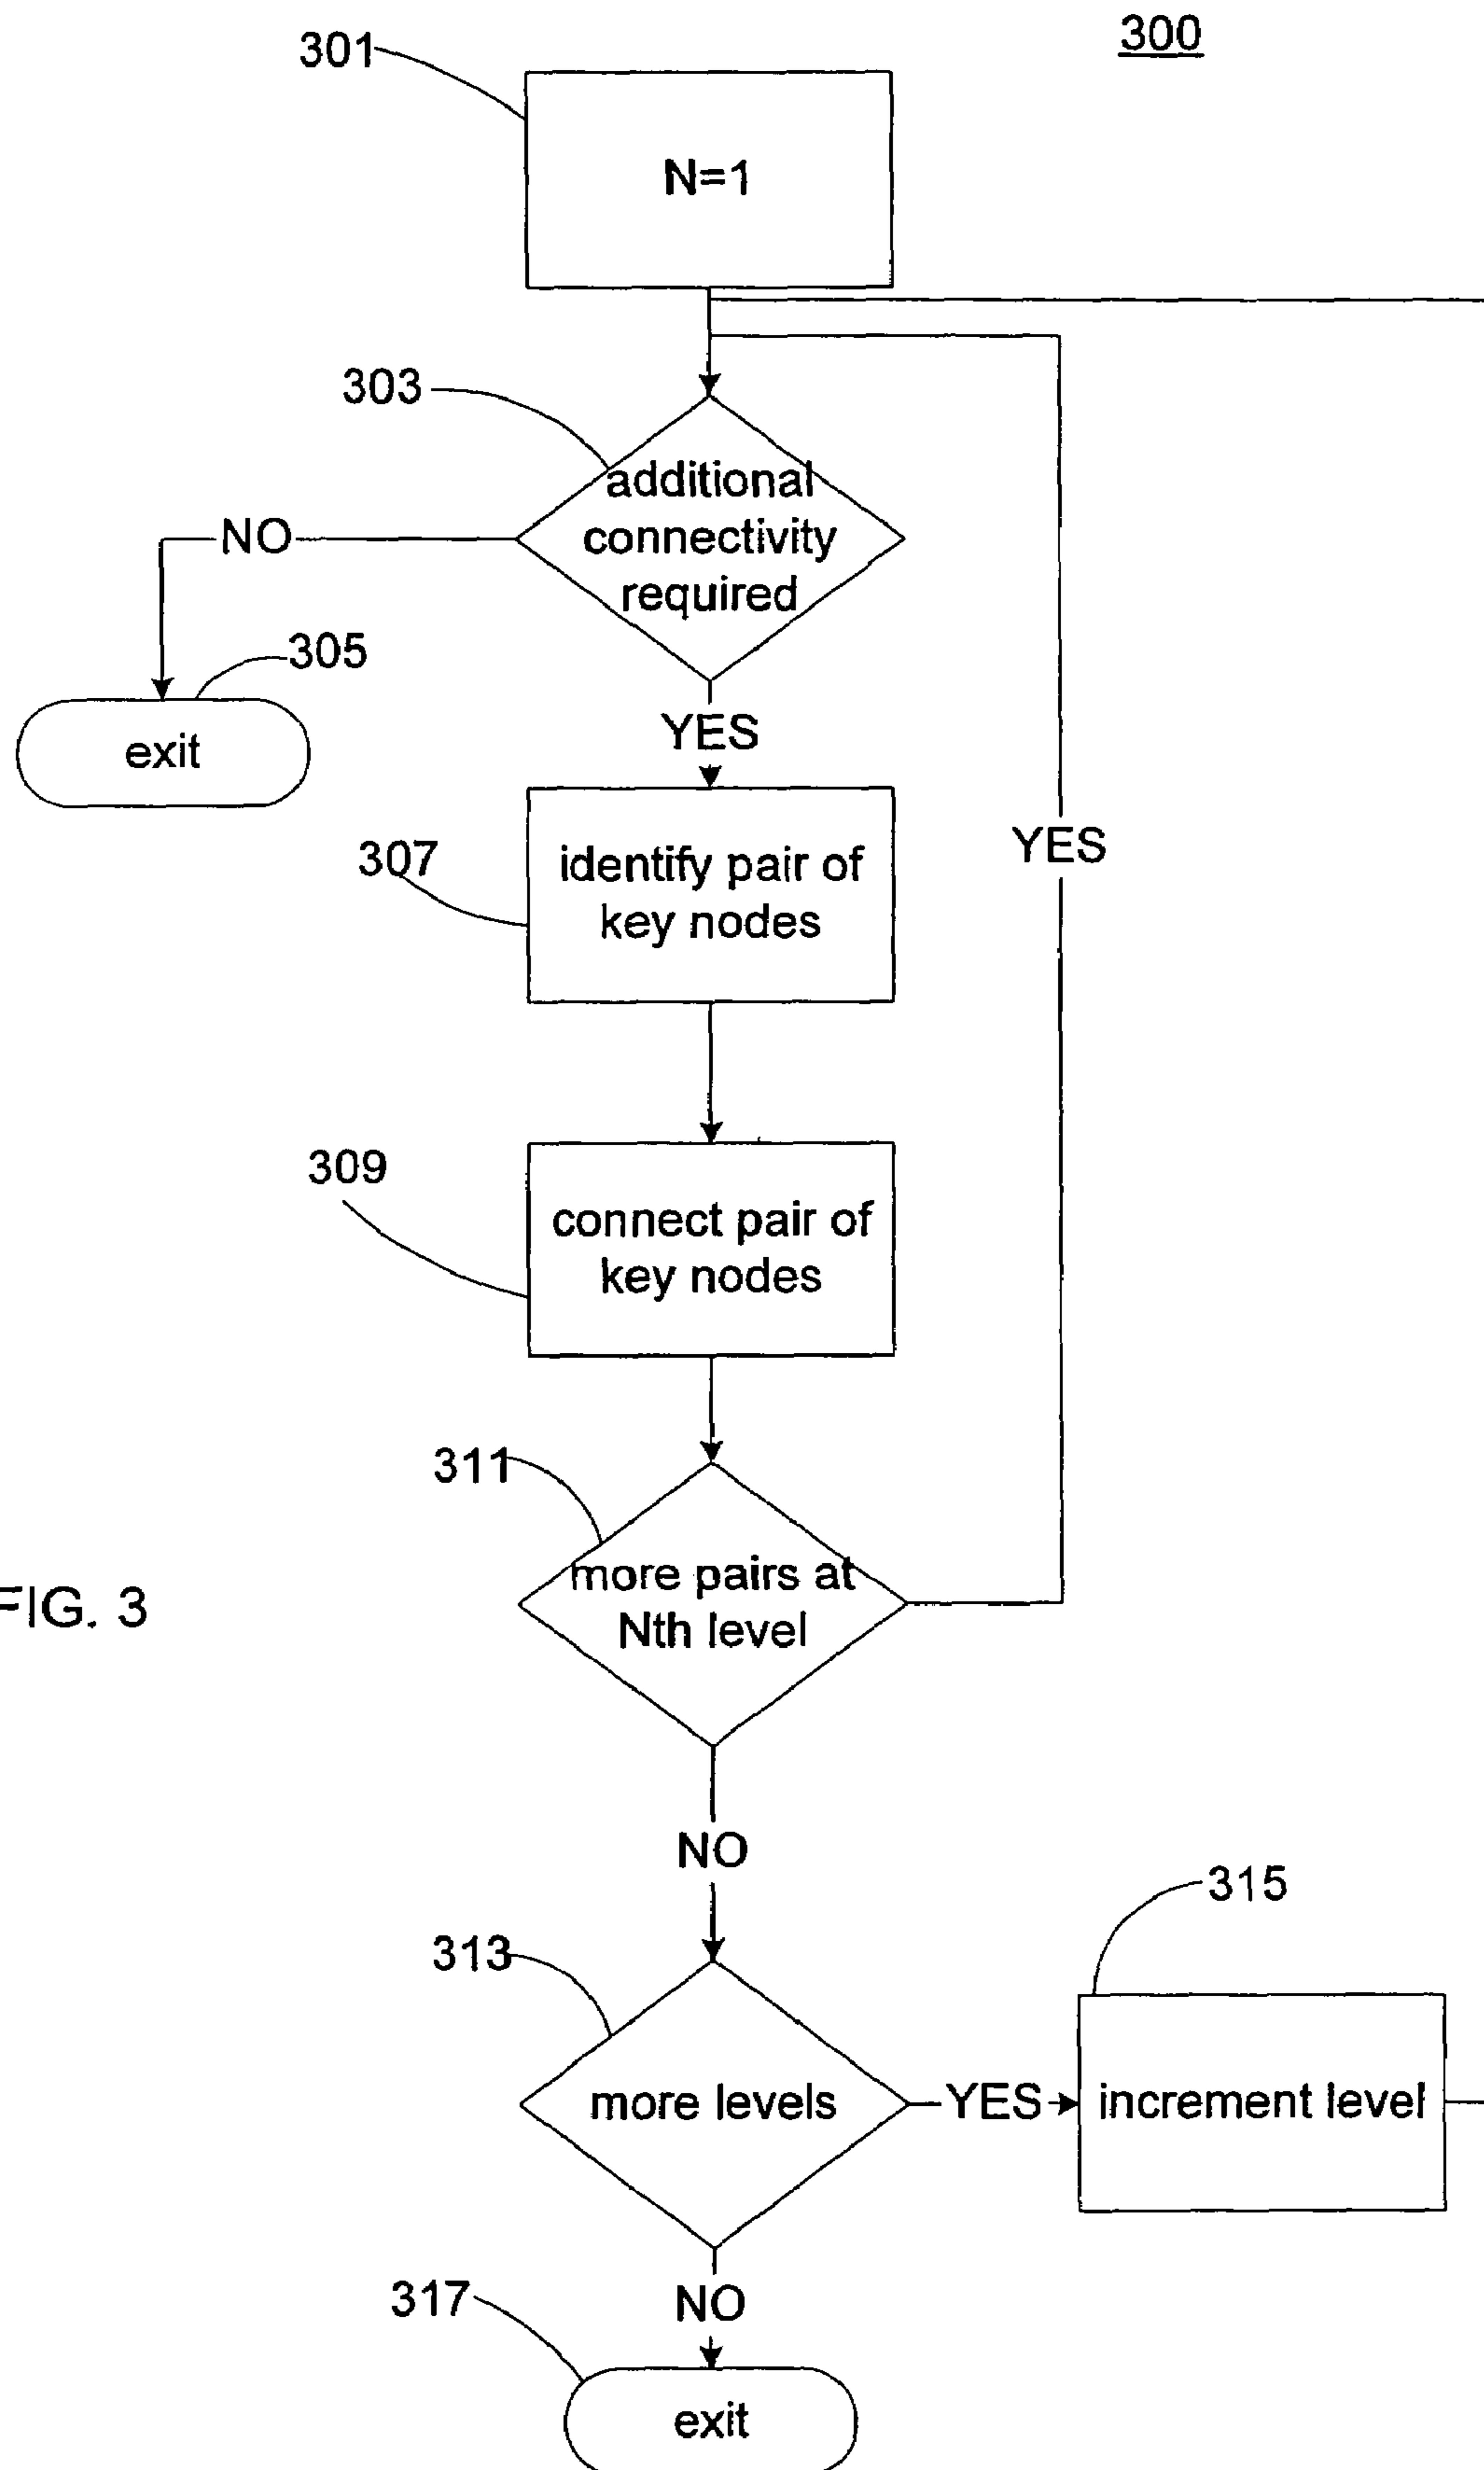 300
301
N=1
303
additional
connectivity
required
NO
305
exit
YES
307
identify pair of
key nodes
YES
309
connect pair of
key nodes
311
more pairs at
Nth level
FIG. 3
NO
313
more levels
YES
315
increment level
NO
317
exit